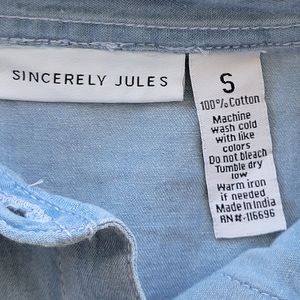 SINCERELY JULES
S
100% Cotton
Machine
wash cold
with like
colors
Do not bleach
Tumble dry
low
Warm iron
if needed
Made In India
RN#-116696